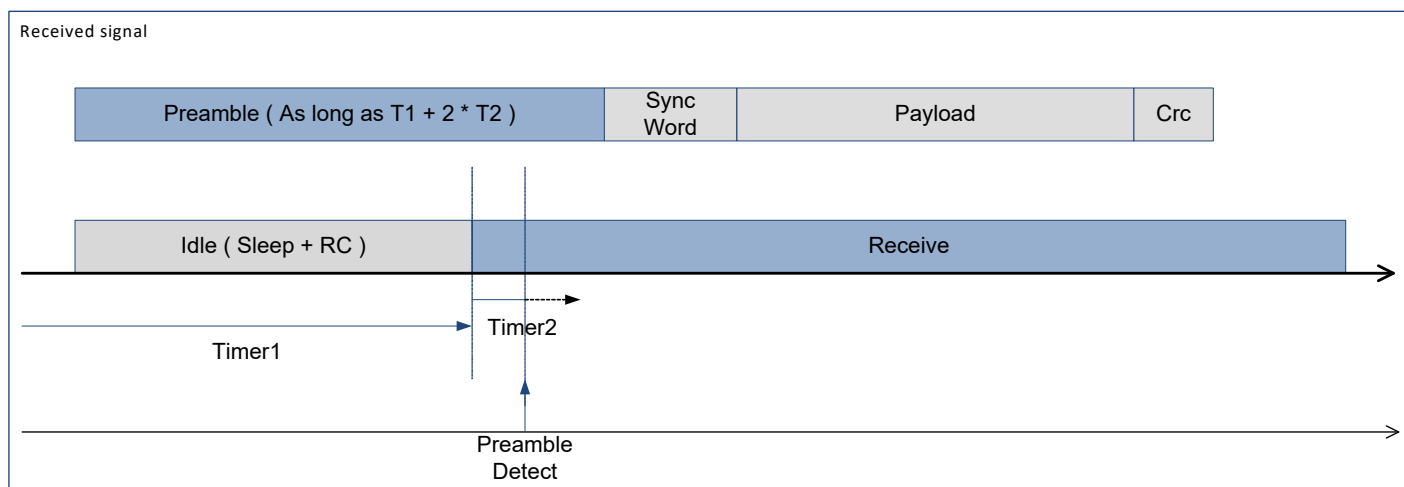 Received signal
Preamble ( As long as T1 + 2 * T2 )
Sync
Word
Payload
Crc
Idle ( Sleep + RC )
Receive
Timer2
Timer1
Preamble
Detect